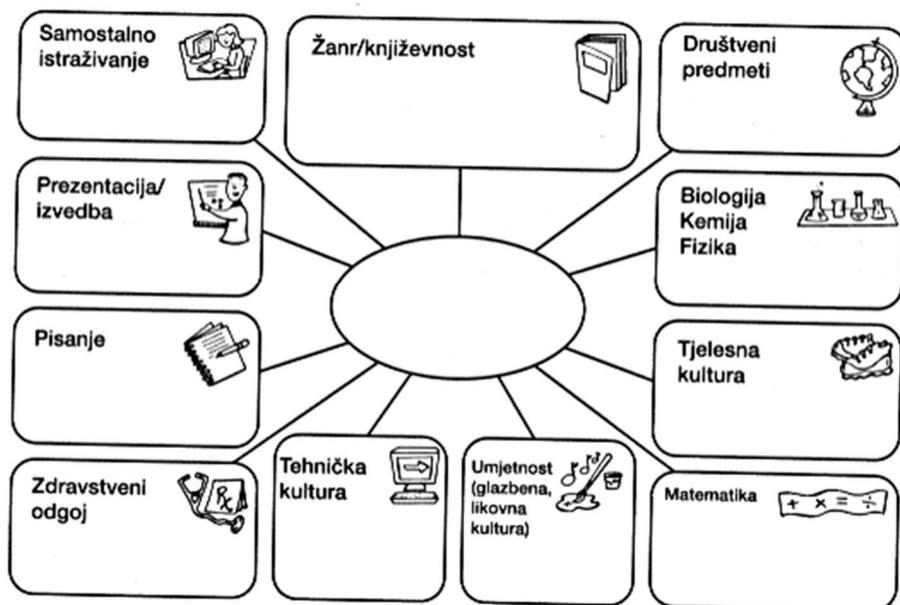 Samostalno
istraživanje
Žanr/književnost
Društveni
predmeti
Prezentacija/
izvedba
Biologija
Kemija
Fizika
Pisanje
Tjelesna
kultura
Zdravstveni
odgoj
Rx
Tehnička
kultura
Umjetnost
(glazbena,
likovna
kultura)
Matematika
+ x = ÷